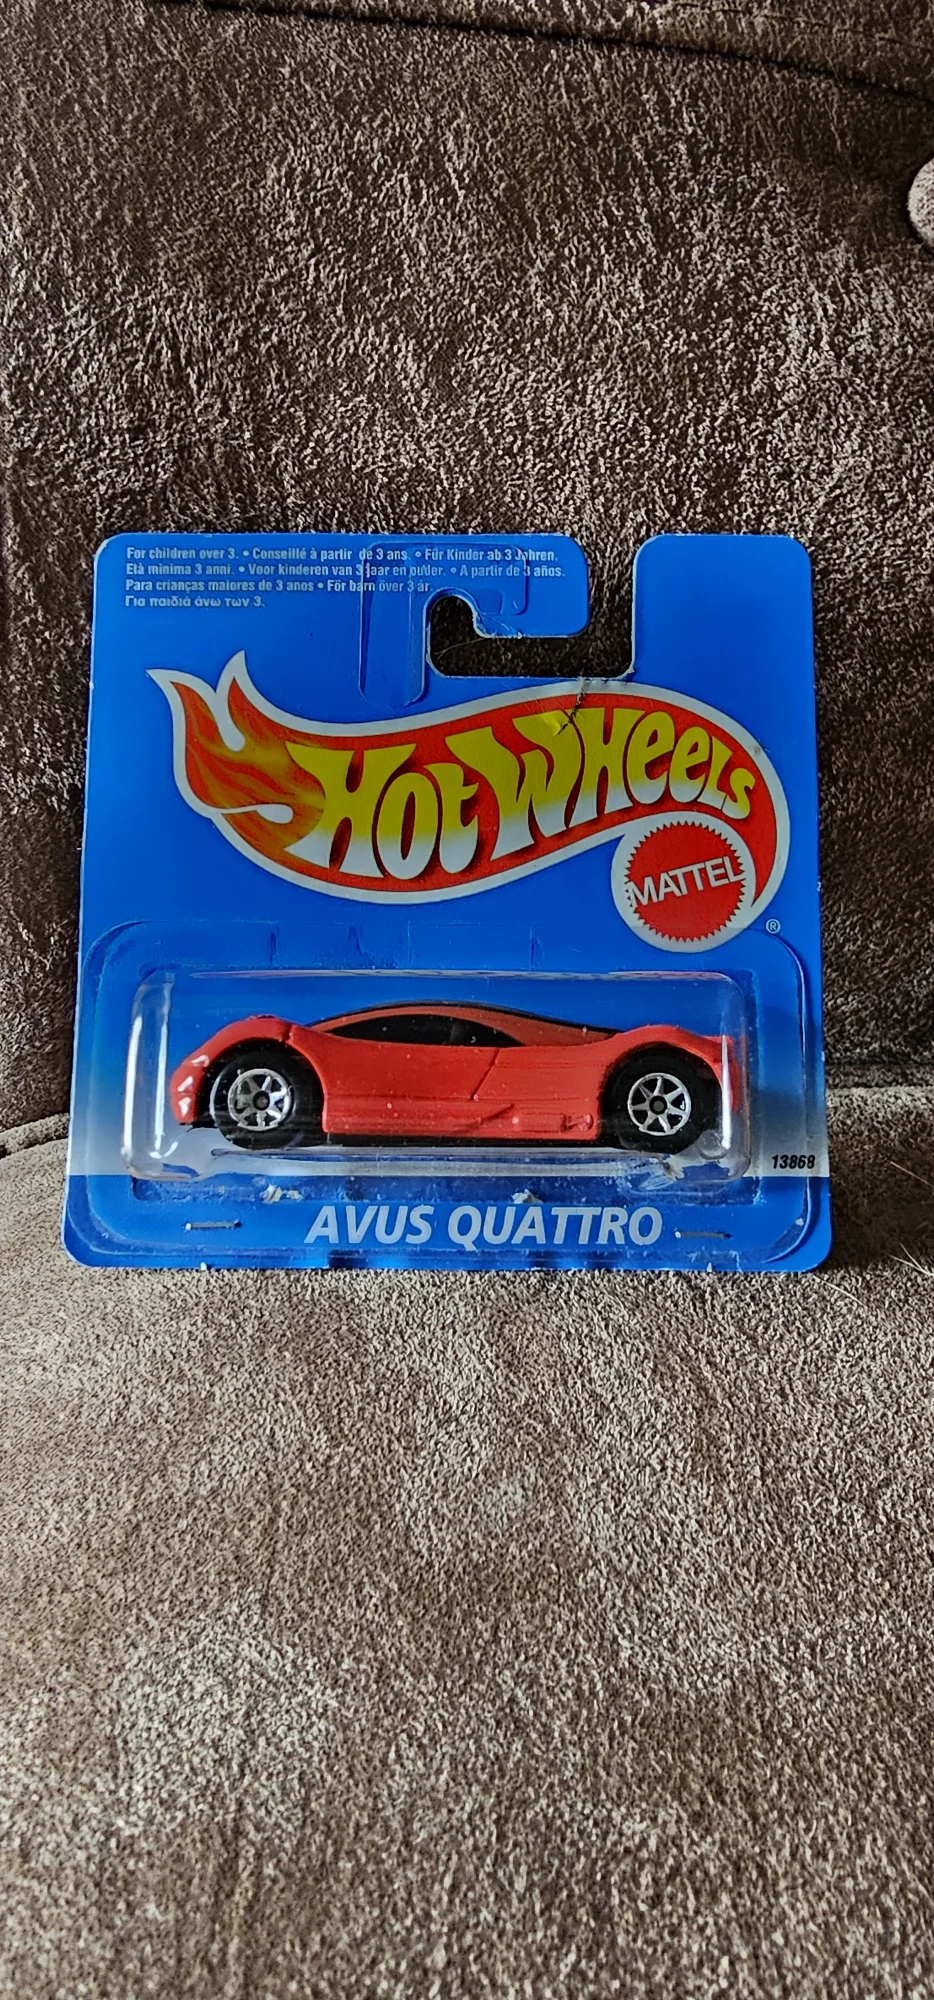 For children over 3. • Conseillé à partir de 3 ans. • Für Kinder ab 3 Jahren.
Età minima 3 anni. • Voor kinderen van 3 jaar en ouder. • A partir de 3 años.
Para crianças maiores de 3 anos • För barn över 3 år.
Για παιδιά άνω των 3.
HOT WHEELS
MATTEL
®
13868
AVUS QUATTRO